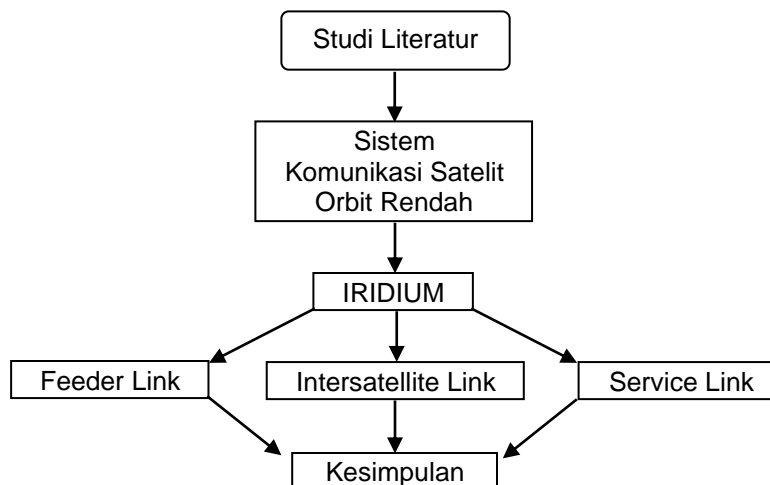 Studi Literatur
Sistem
Komunikasi Satelit
Orbit Rendah
IRIDIUM
Feeder Link
Intersatellite Link
Service Link
Kesimpulan